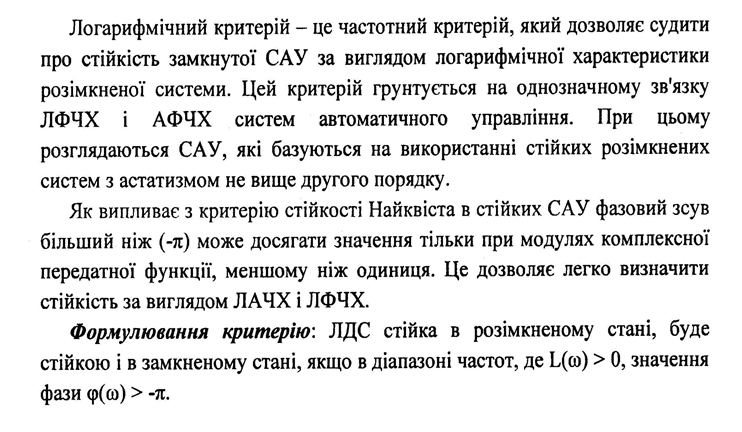 Логарифмічний критерій – це частотний критерій, який дозволяє судити
про стійкість замкнутої САУ за виглядом логарифмічної характеристики
розімкненої системи. Цей критерій грунтується на однозначному зв'язку
ЛФЧХ і АФЧХ систем автоматичного управління. При цьому
розглядаються САУ, які базуються на використанні стійких розімкнених
систем з астатизмом не вище другого порядку.
Як випливає з критерію стійкості Найквіста в стійких САУ фазовий зсув
більший ніж (-π) може досягати значення тільки при модулях комплексної
передатної функції, меншому ніж одиниця. Це дозволяє легко визначити
стійкість за виглядом ЛАЧХ і ЛФЧХ.
Формулювання критерію: ЛДС стійка в розімкненому стані, буде
стійкою і в замкненому стані, якщо в діапазоні частот, де L(ω) > 0, значення
фази φ(ω) > -π.